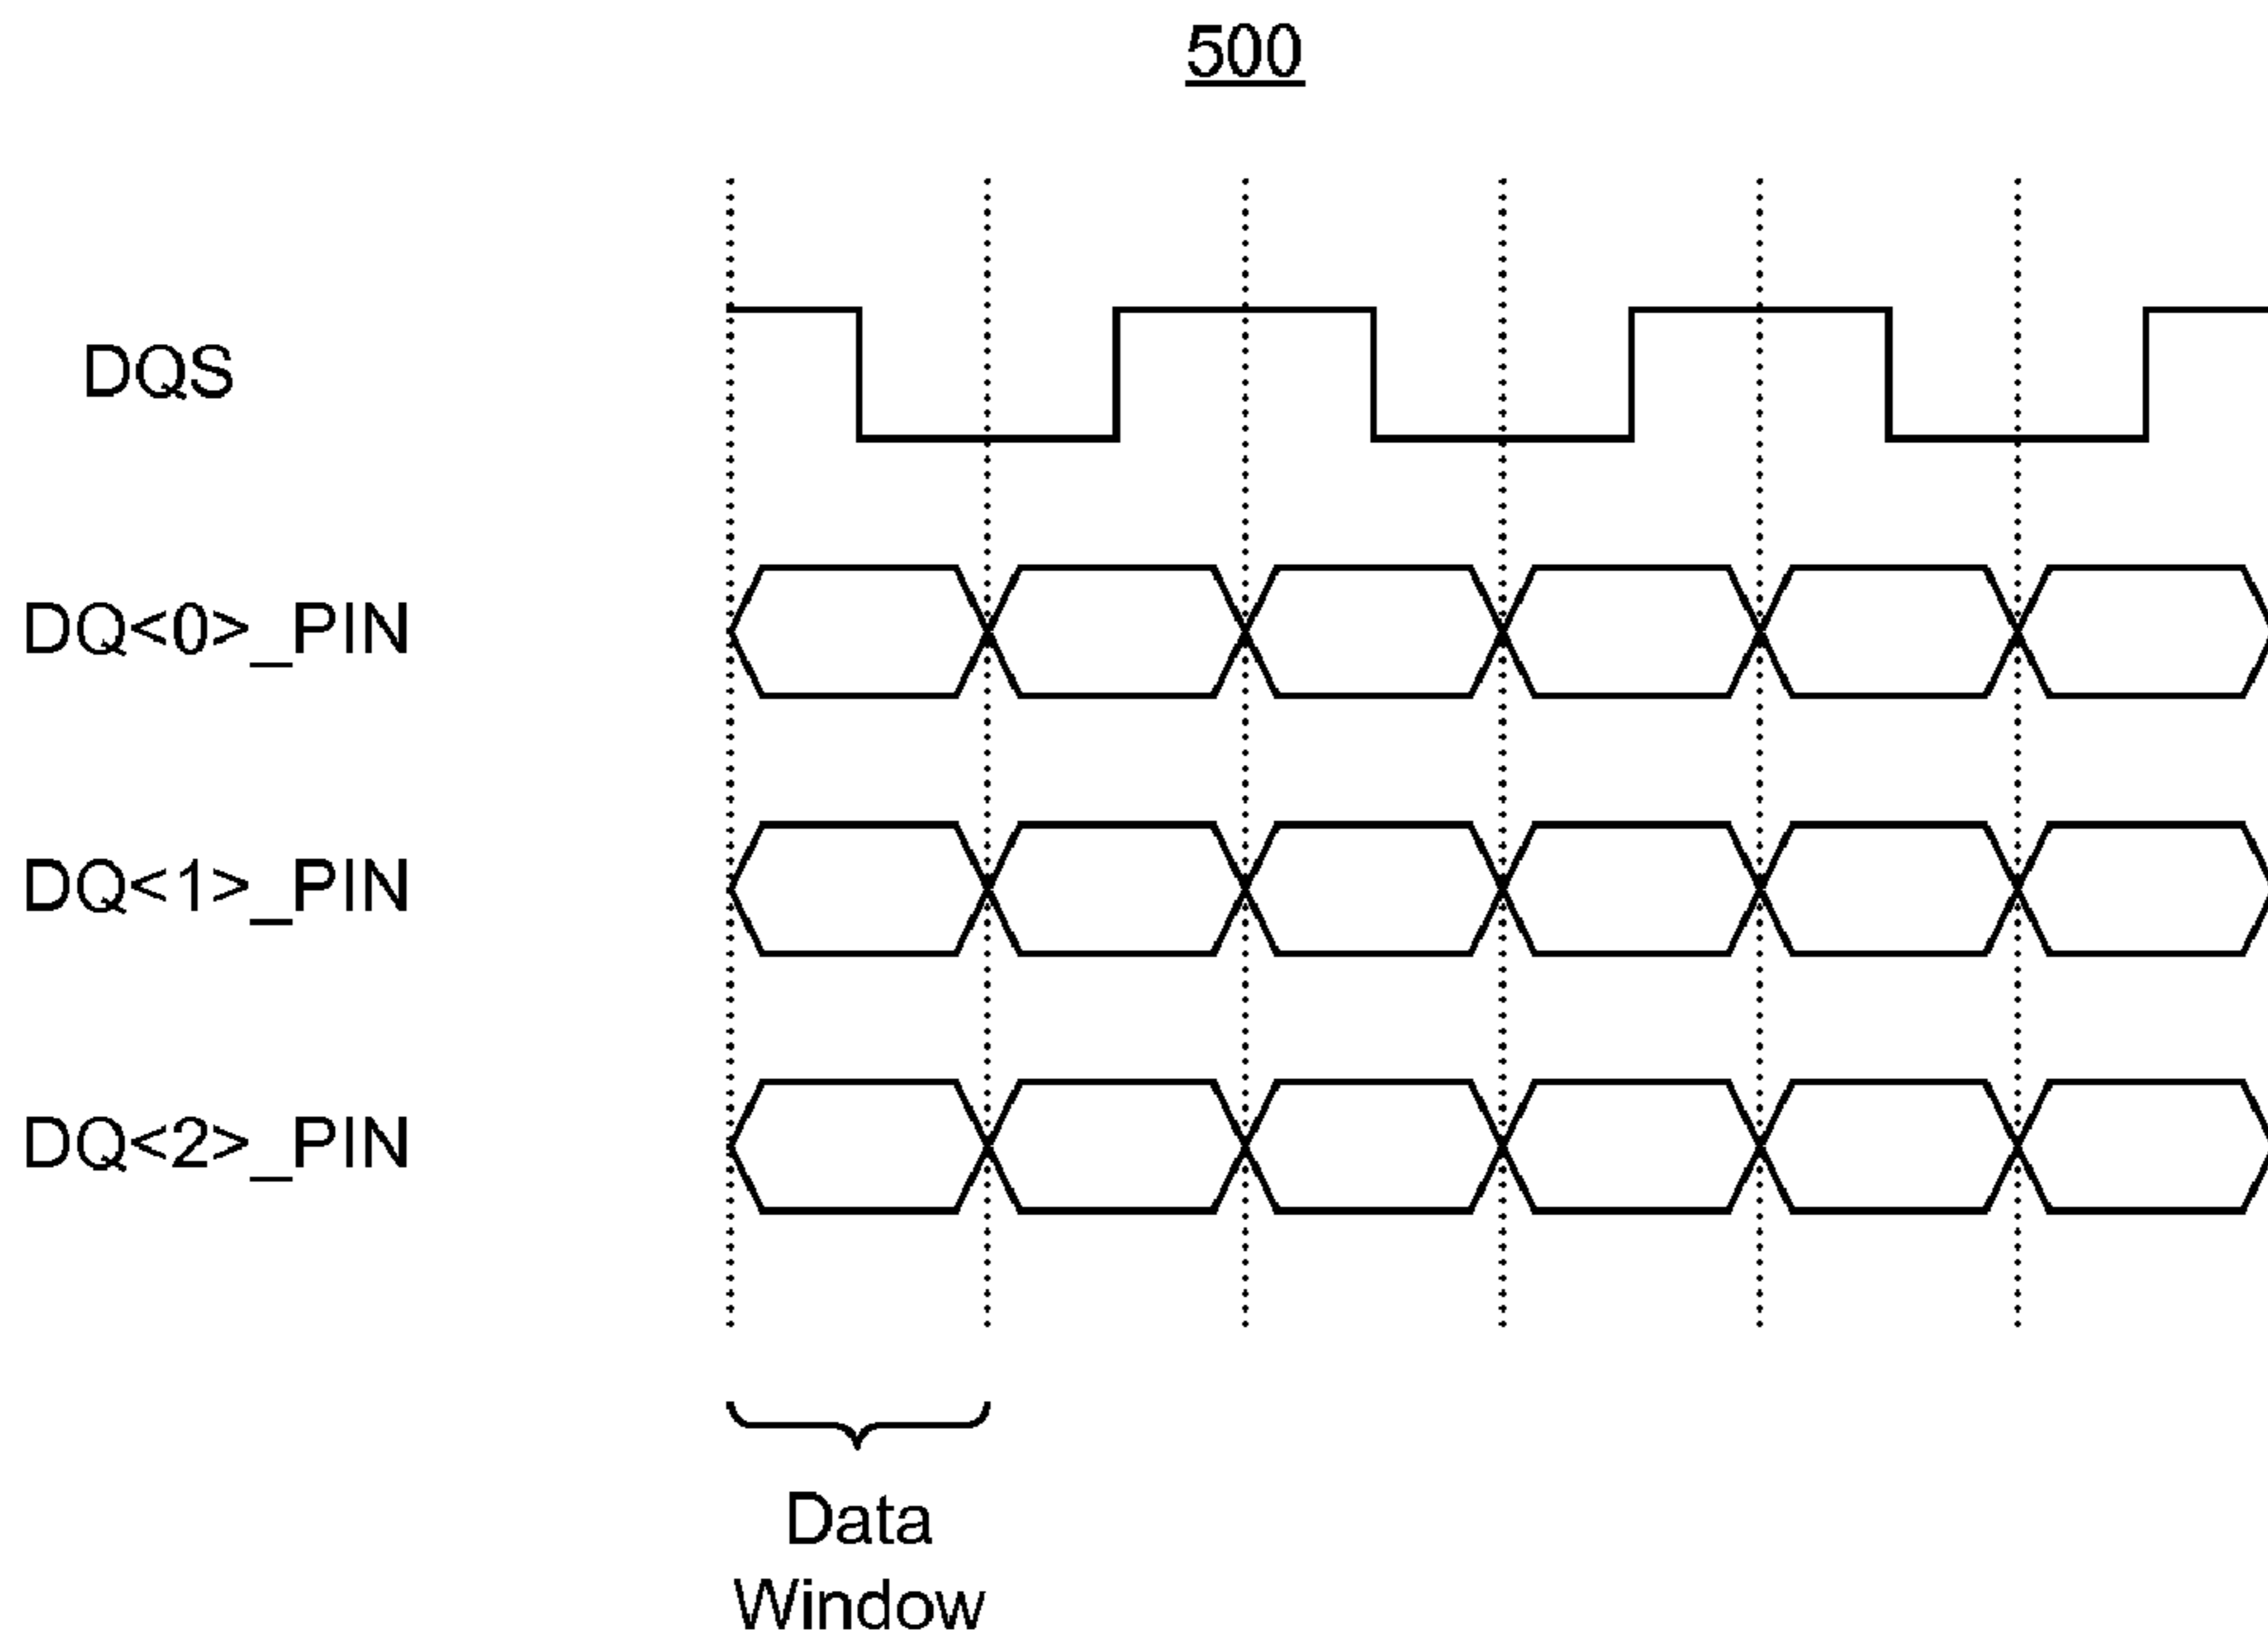 500
DQS
DQ<0>_PIN
DQ<1>_PIN
DQ<2>_PIN
Data
Window